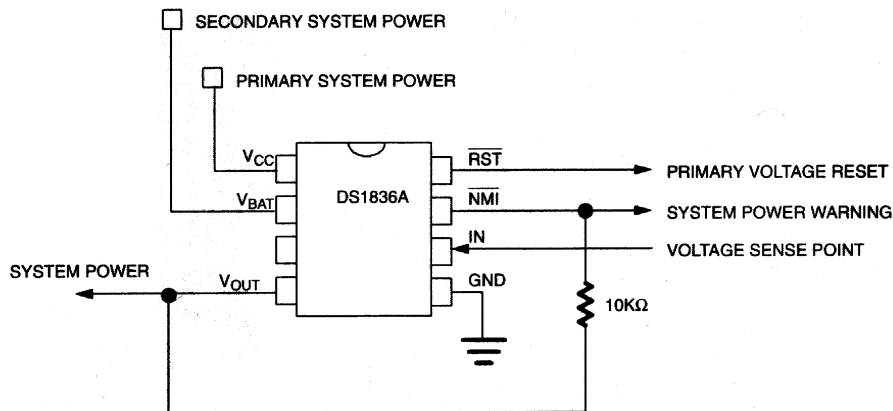 SECONDARY SYSTEM POWER
PRIMARY SYSTEM POWER
VCC
RST
PRIMARY VOLTAGE RESET
VBAT
DS1836A
NMI
SYSTEM POWER WARNING
IN
VOLTAGE SENSE POINT
SYSTEM POWER
VOUT
GND
10KΩ